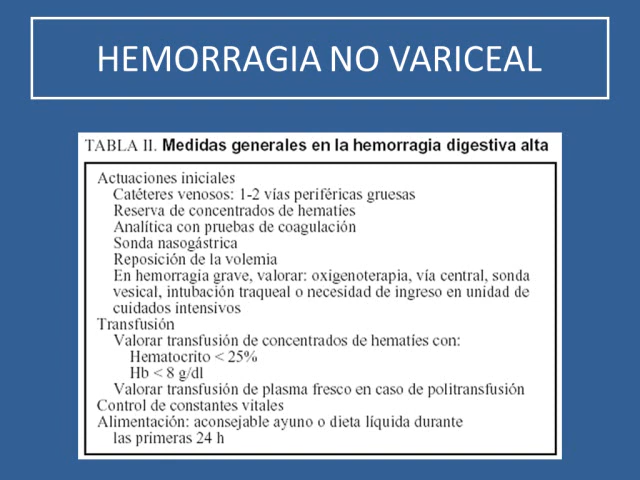 HEMORRAGIA NO VARICEAL
TABLA II. Medidas generales en la hemorragia digestiva alta
Actuaciones iniciales
Catéteres venosos: 1-2 vías periféricas gruesas
Reserva de concentrados de hematíes
Analítica con pruebas de coagulación
Sonda nasogástrica
Reposición de la volemia
En hemorragia grave, valorar: oxigenoterapia, vía central, sonda
vesical, intubación traqueal o necesidad de ingreso en unidad de
cuidados intensivos
Transfusión
Valorar transfusión de concentrados de hematíes con:
Hematocrito < 25%
Hb < 8 g/dl
Valorar transfusión de plasma fresco en caso de politransfusión
Control de constantes vitales
Alimentación: aconsejable ayuno o dieta líquida durante
las primeras 24 h